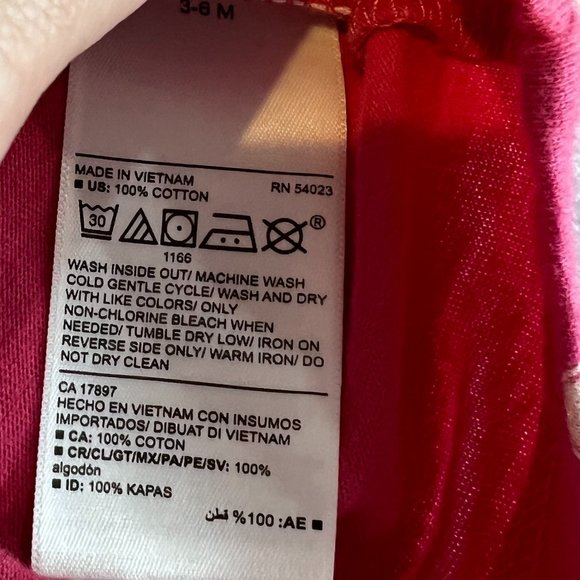 3-6 M
MADE IN VIETNAM RN 54023
■ US: 100% COTTON
30 ®
1166
WASH INSIDE OUT/ MACHINE WASH
COLD GENTLE CYCLE/ WASH AND DRY
WITH LIKE COLORS/ ONLY
NON-CHLORINE BLEACH WHEN
NEEDED/ TUMBLE DRY LOW/ IRON ON
REVERSE SIDE ONLY/ WARM IRON/ DO
NOT DRY CLEAN
CA 17897
HECHO EN VIETNAM CON INSUMOS
IMPORTADOS/ DIBUAT DI VIETNAM
■ CA: 100% COTON
■ CR/CL/GT/MX/PA/PE/SV: 100%
algodón
■ ID: 100% KAPAS
■ AE: 100% قطن